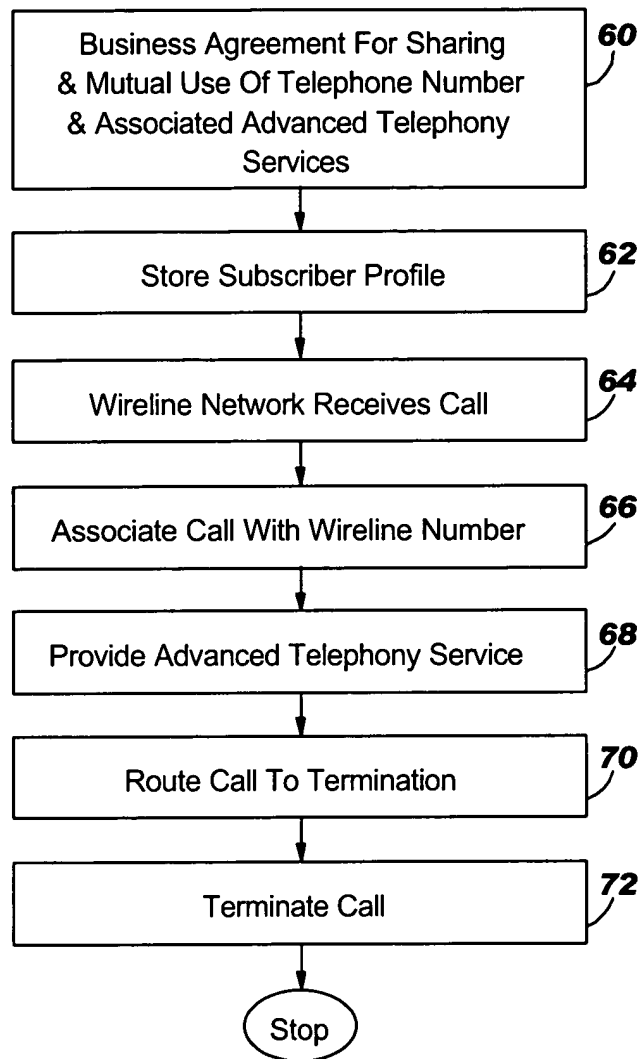 Business Agreement For Sharing
& Mutual Use Of Telephone Number
& Associated Advanced Telephony
Services
60
Store Subscriber Profile
62
Wireline Network Receives Call
64
Associate Call With Wireline Number
66
Provide Advanced Telephony Service
68
Route Call To Termination
70
Terminate Call
72
Stop